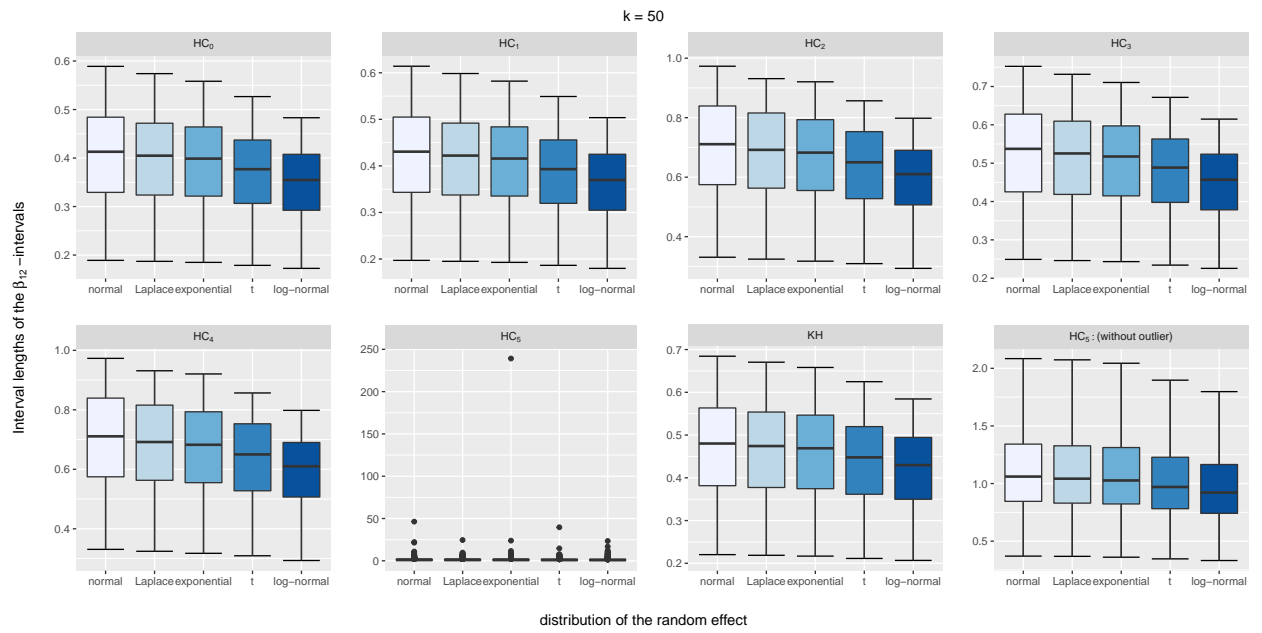 k = 50
Interval lengths of the β₁₂ −intervals
HC₀
0.6
0.5
0.4
0.3
0.2
normal Laplace exponential t log−normal
HC₁
0.6
0.5
0.4
0.3
0.2
normal Laplace exponential t log−normal
HC₂
1.0
0.8
0.6
0.4
normal Laplace exponential t log−normal
HC₃
0.7
0.6
0.5
0.4
0.3
0.2
normal Laplace exponential t log−normal
HC₄
1.0
0.8
0.6
0.4
normal Laplace exponential t log−normal
HC₅
250
200
150
100
50
0
normal Laplace exponential t log−normal
KH
0.7
0.6
0.5
0.4
0.3
0.2
normal Laplace exponential t log−normal
HC₅ : (without outlier)
2.0
1.5
1.0
0.5
normal Laplace exponential t log−normal
distribution of the random effect